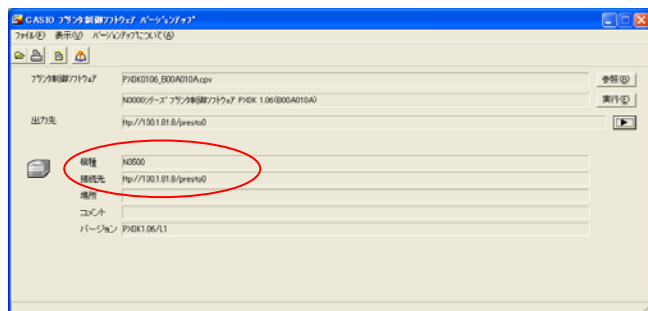 CASIO プリンタ制御ソフトウェア バージョンアップ
ファイル(F) 表示(V) バージョンアップについて(A)
プリンタ制御ソフトウェア PXDK0106_B00A010A.cpv 参照(B)
N3000シリーズ プリンタ制御ソフトウェア PXDK 1.06(B00A010A) 実行(E)
出力先 ftp://130.1.81.8/presto0
機種 N3500
接続先 ftp://130.1.81.8/presto0
場所
コメント
バージョン PXDK1.06/L1